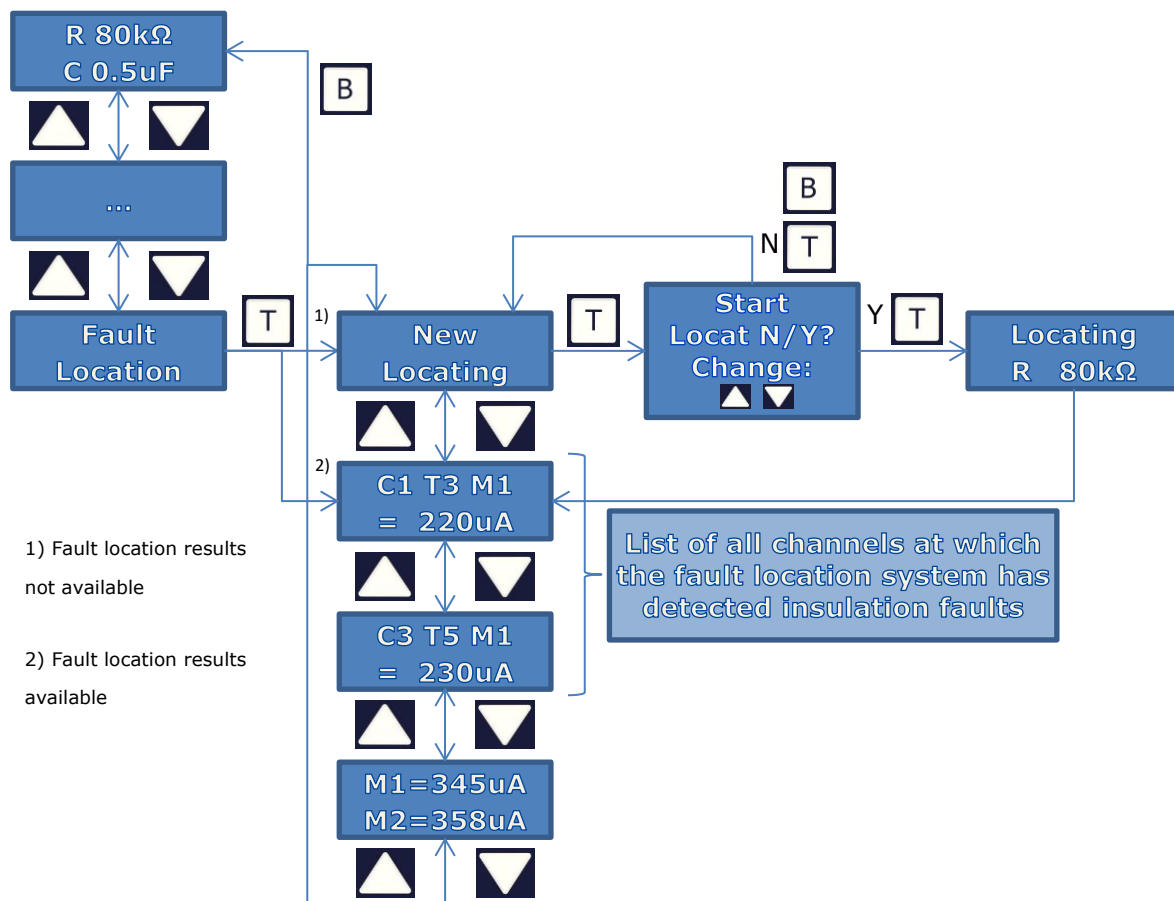 R 80kΩ
C 0.5uF
B
...
B
N T
Fault
Location
T
1)
New
Locating
T
Start
Locat N/Y?
Change:
Y T
Locating
R 80kΩ
2)
C1 T3 M1
= 220uA
List of all channels at which
the fault location system has
detected insulation faults
1) Fault location results
not available
C3 T5 M1
= 230uA
2) Fault location results
available
M1=345uA
M2=358uA